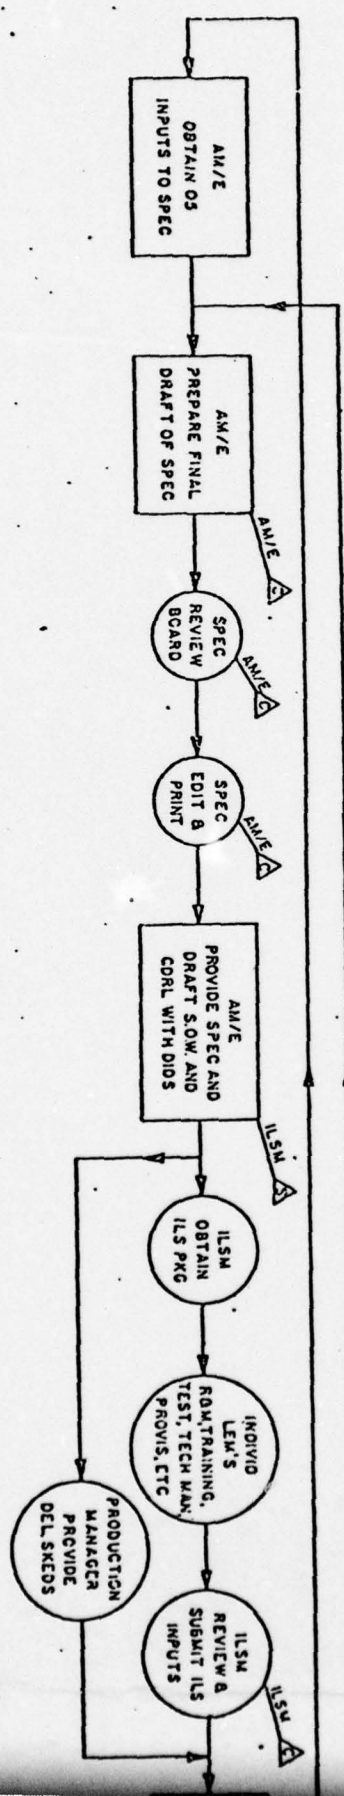 AM/E
OBTAIN OS
INPUTS TO SPEC
AM/E
PREPARE FINAL
DRAFT OF SPEC
AM/E
S
SPEC
REVIEW
BOARD
AM/E
C
SPEC
EDIT &
PRINT
AM/E
C
AM/E
PROVIDE SPEC AND
DRAFT S.O.W. AND
CDRL WITH DIDS
ILSM
S
ILSM
OBTAIN
ILS PKG
INDIVID
LEM'S
R&M, TRAINING,
TEST, TECH MAN,
PROVIS, ETC
ILSM
REVIEW &
SUBMIT ILS
INPUTS
ILSM
C
PRODUCTION
MANAGER
PROVIDE
DEL. SKEDS